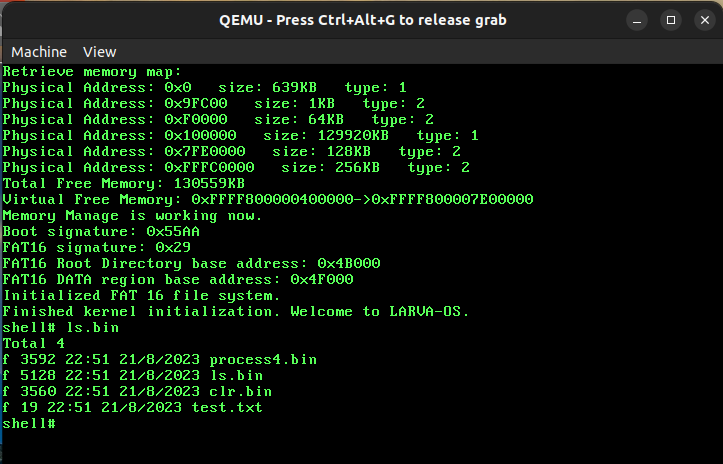 QEMU - Press Ctrl+Alt+G to release grab
Machine View
Retrieve memory map:
Physical Address: 0x0   size: 639KB   type: 1
Physical Address: 0x9FC00   size: 1KB   type: 2
Physical Address: 0xF0000   size: 64KB   type: 2
Physical Address: 0x100000   size: 129920KB   type: 1
Physical Address: 0x7FE0000   size: 128KB   type: 2
Physical Address: 0xFFFC0000   size: 256KB   type: 2
Total Free Memory: 130559KB
Virtual Free Memory: 0xFFFF800000400000->0xFFFF800007E00000
Memory Manage is working now.
Boot signature: 0x55AA
FAT16 signature: 0x29
FAT16 Root Directory base address: 0x4B000
FAT16 DATA region base address: 0x4F000
Initialized FAT 16 file system.
Finished kernel initialization. Welcome to LARVA-OS.
shell# ls.bin
Total 4
f 3592 22:51 21/8/2023 process4.bin
f 5128 22:51 21/8/2023 ls.bin
f 3560 22:51 21/8/2023 clr.bin
f 19 22:51 21/8/2023 test.txt
shell#